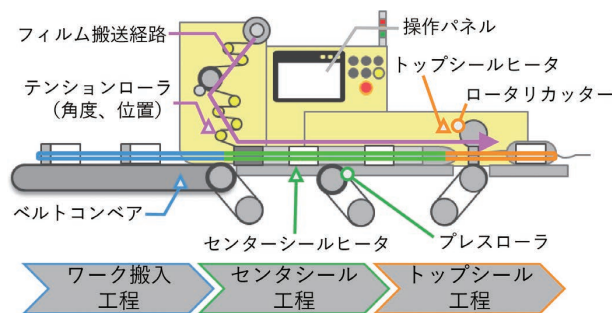 フィルム搬送経路
操作パネル
テンションローラ
（角度、位置）
トップシールヒータ
ロータリカッター
ベルトコンベア
センターシールヒータ
プレスローラ
ワーク搬入
工程
センタシール
工程
トップシール
工程